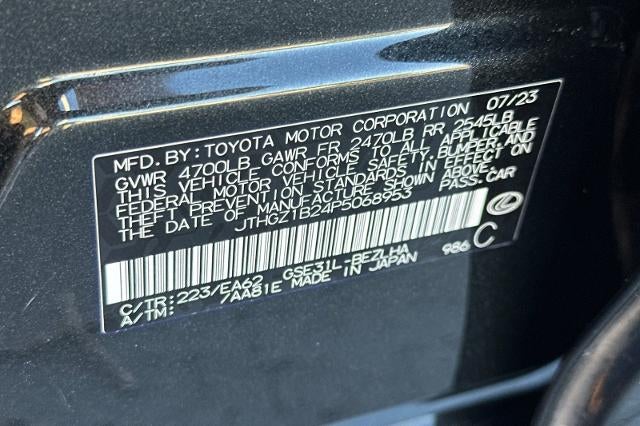 MFD. BY: TOYOTA MOTOR CORPORATION 07/23
GVWR 4700LB GAWR FR 2470LB RR 2545LB
THIS VEHICLE CONFORMS TO ALL APPLICABLE
FEDERAL MOTOR VEHICLE SAFETY, BUMPER, AND
THEFT PREVENTION STANDARDS IN EFFECT ON
THE DATE OF MANUFACTURE SHOWN ABOVE.
JTHGZ1B24P5068953 PASS.CAR
C/TR: 223/EA62 GSE31L-BEZLHA 986 C
A/TM: 7AA81E MADE IN JAPAN